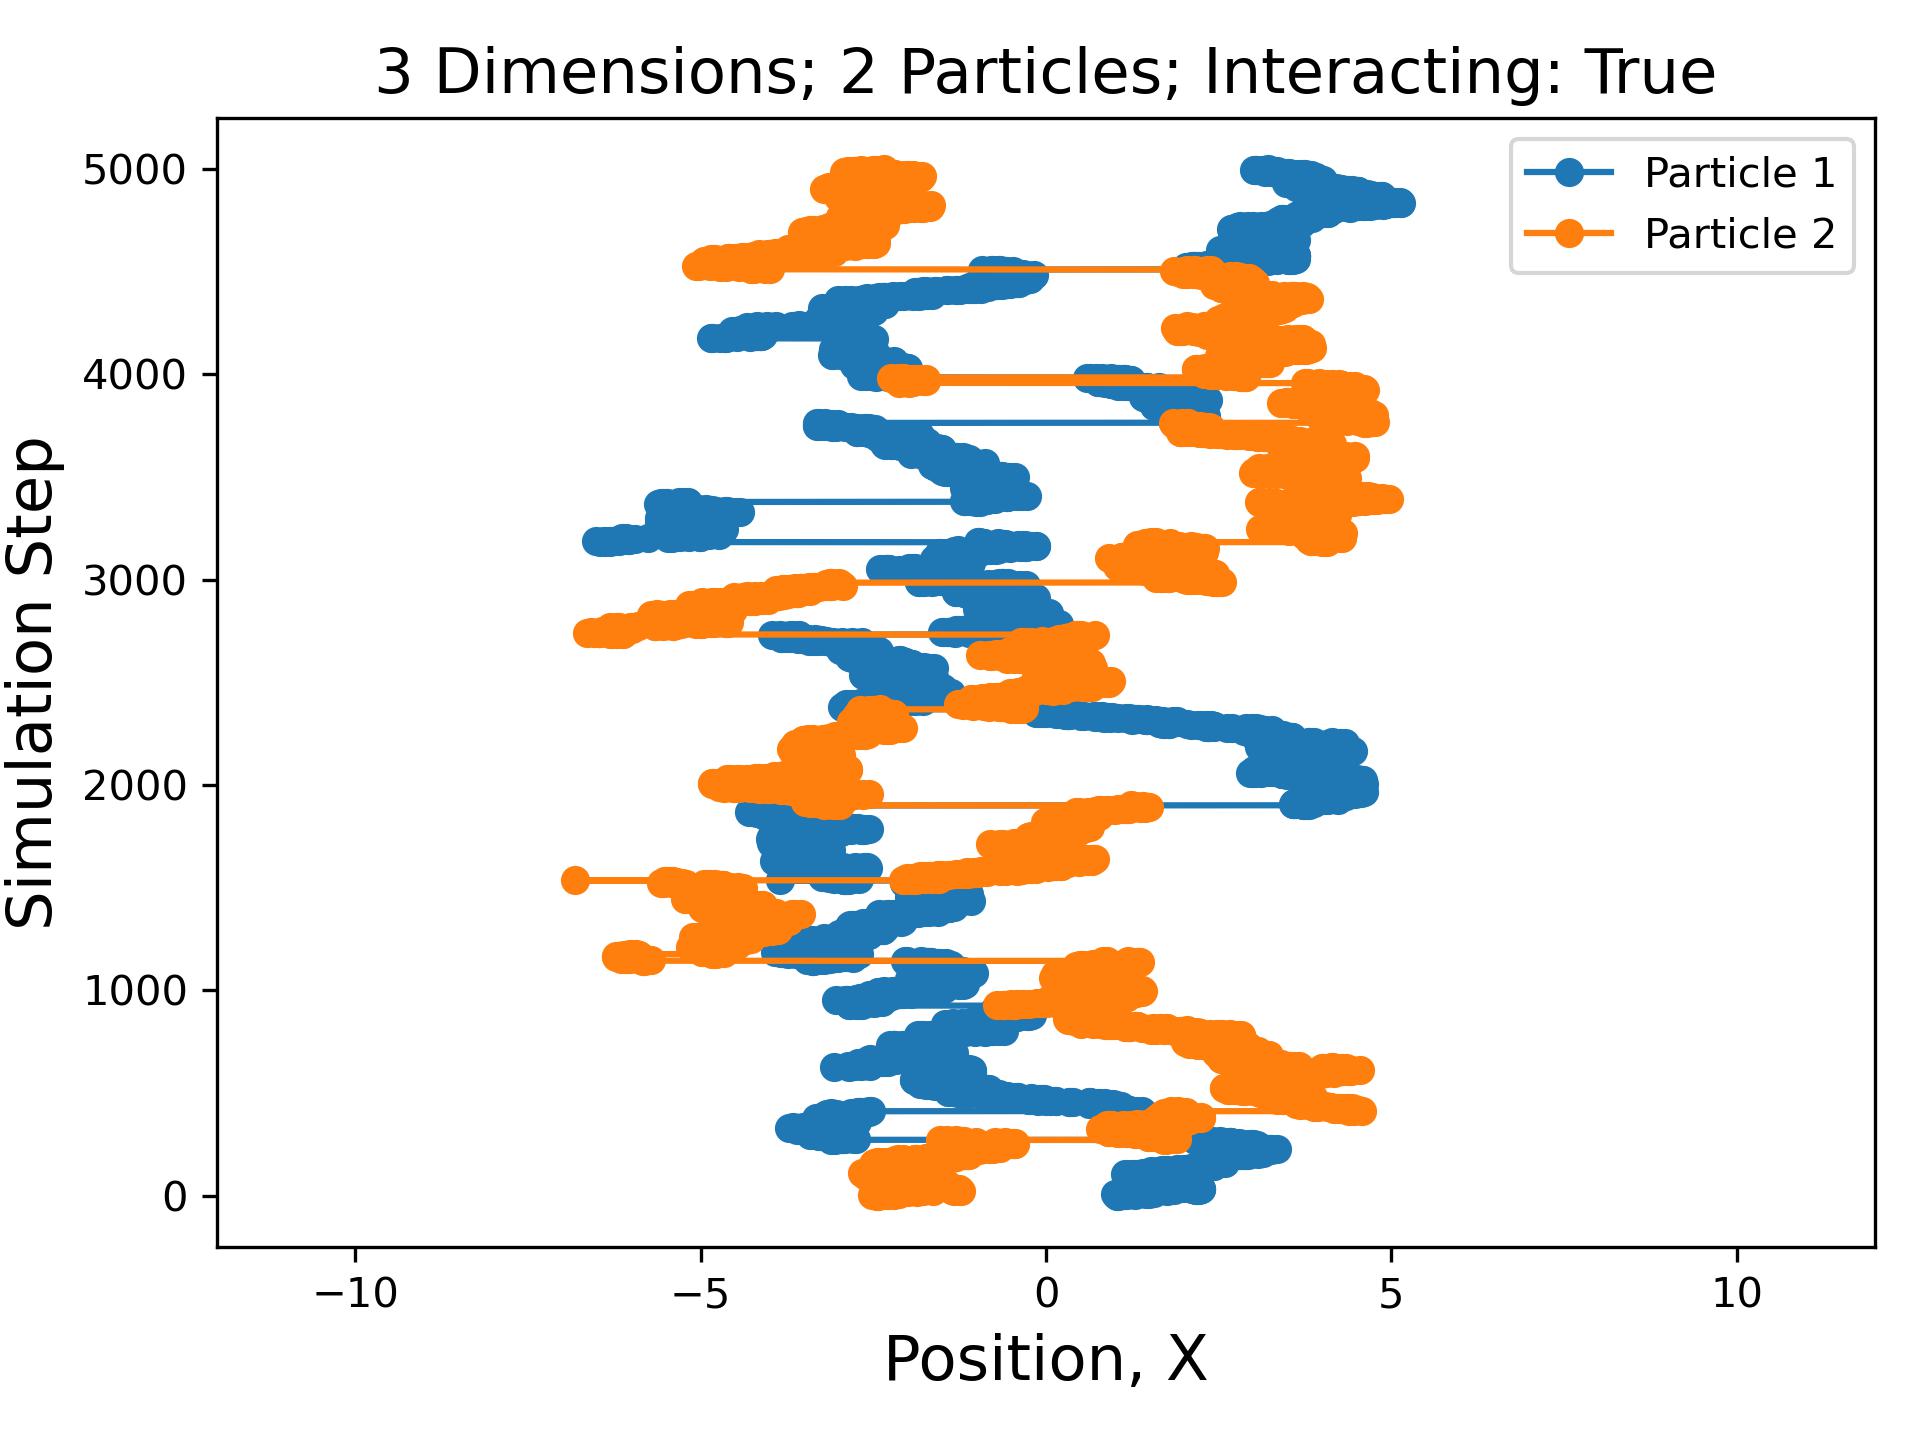 3 Dimensions; 2 Particles; Interacting: True
Particle 1
Particle 2
Simulation Step
5000
4000
3000
2000
1000
0
−10
−5
0
5
10
Position, X